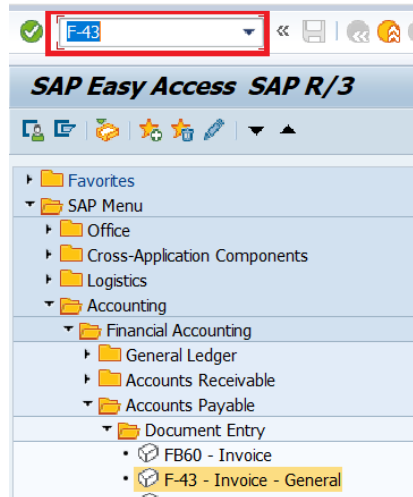 F-43
SAP Easy Access SAP R/3
Favorites
SAP Menu
Office
Cross-Application Components
Logistics
Accounting
Financial Accounting
General Ledger
Accounts Receivable
Accounts Payable
Document Entry
FB60 - Invoice
F-43 - Invoice - General